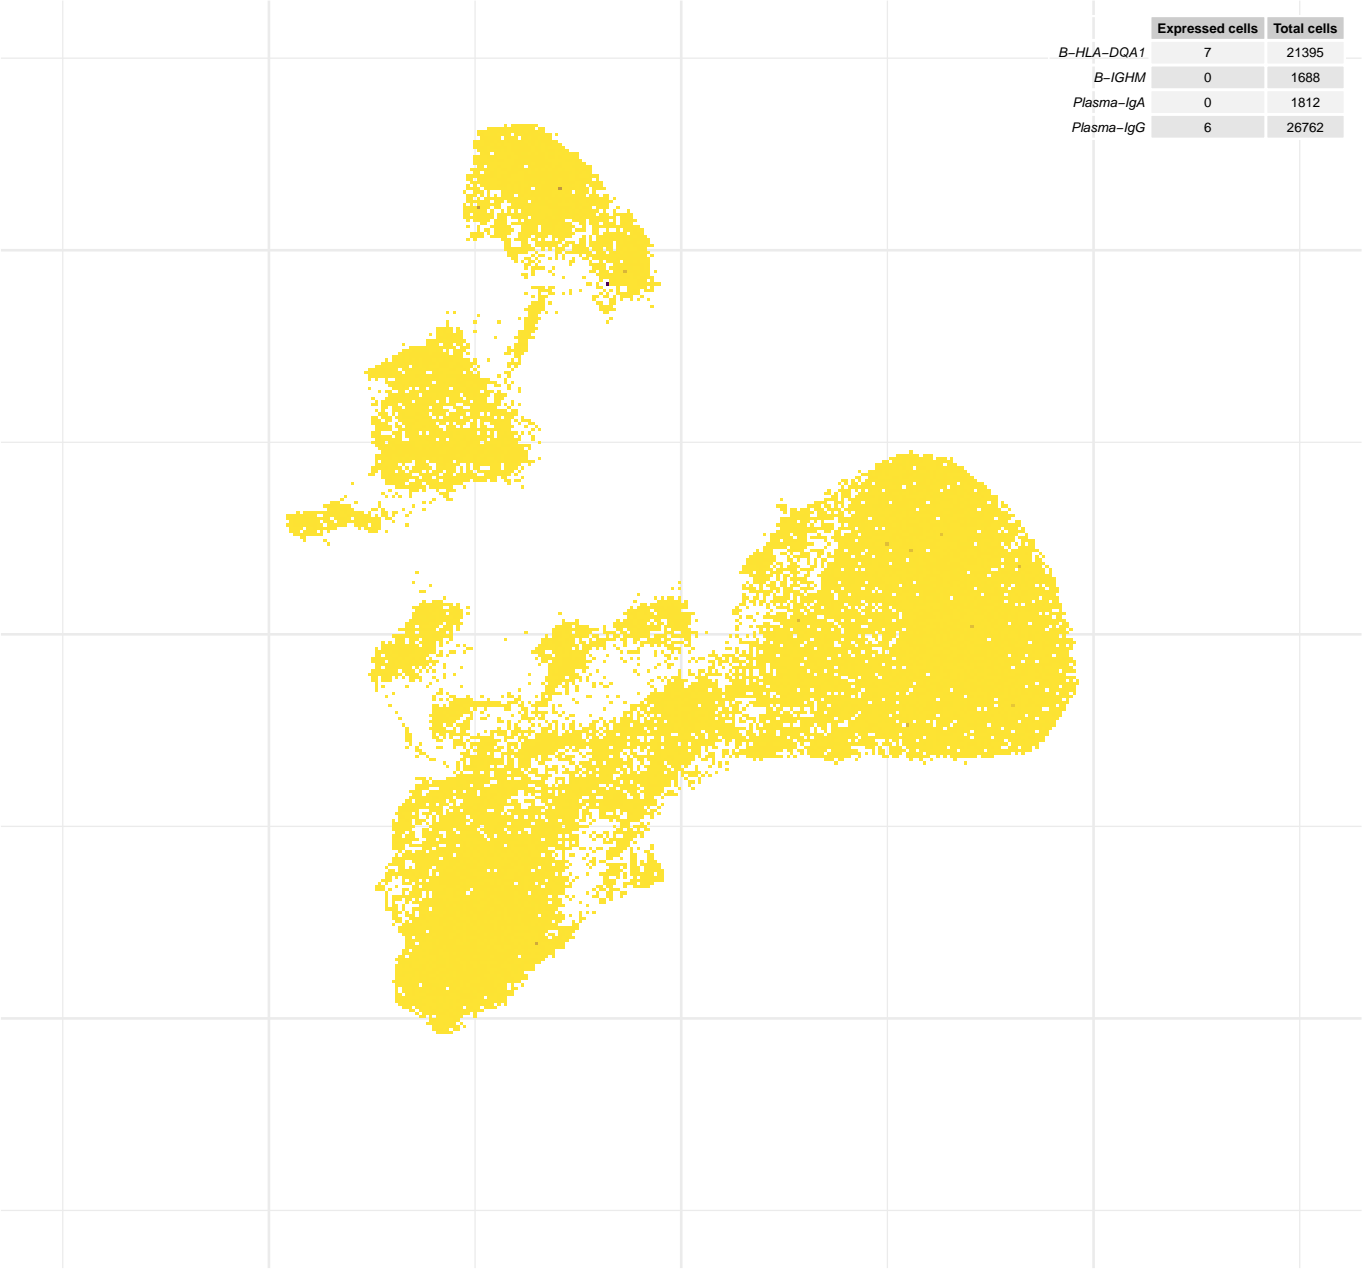 Expressed cells Total cells
B−HLA−DQA1 7 21395
B−IGHM 0 1688
Plasma−IgA 0 1812
Plasma−IgG 6 26762